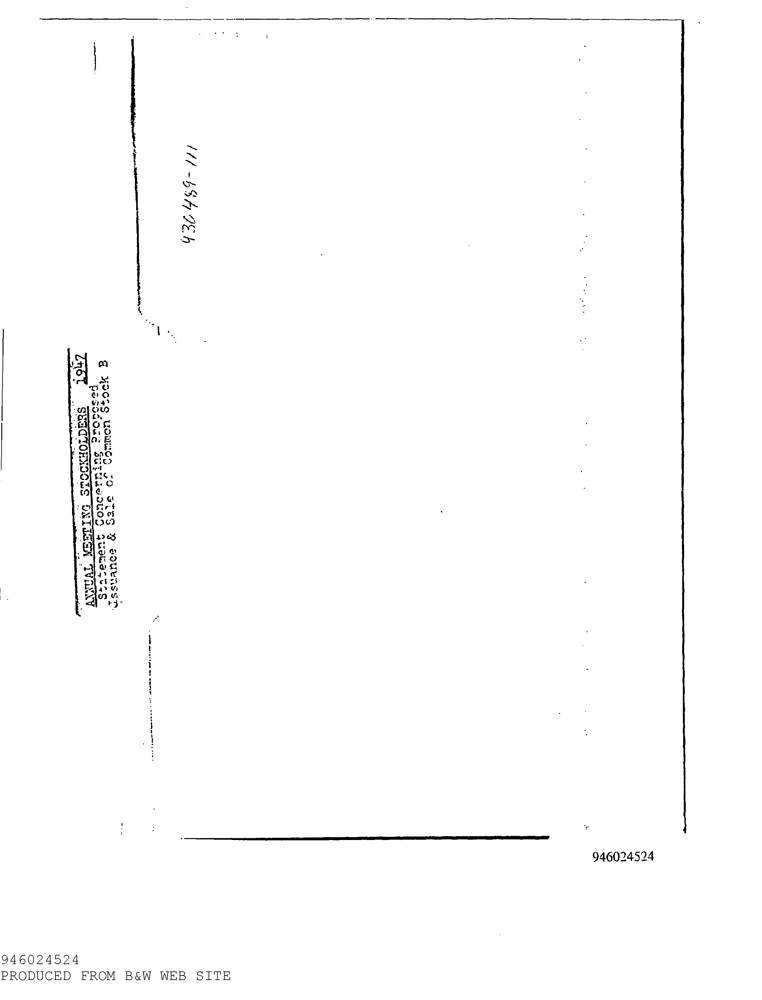 ANNUAL MEETING STOCKHOLDERS 1947
Statement Concerning Proposed
Issuance & Sale of Common Stock B
930489-111
946024524
946024524
PRODUCED FROM B&W WEB SITE